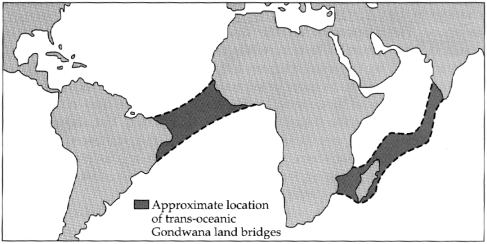 Approximate location
of trans-oceanic
Gondwana land bridges